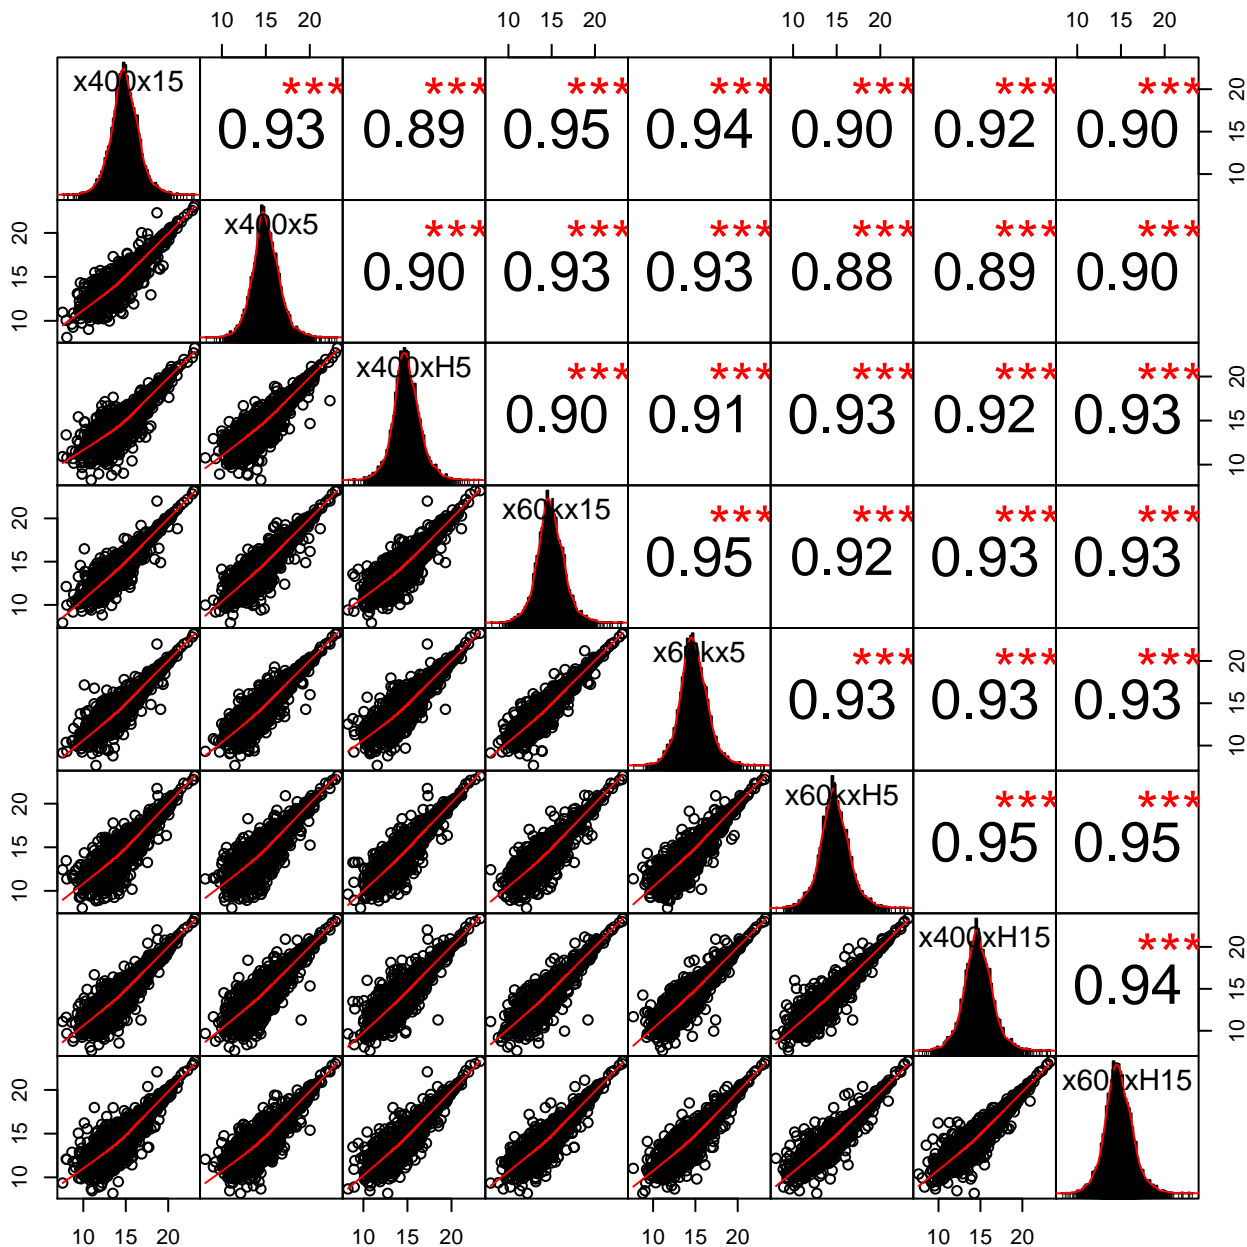 10 15 20 10 15 20 10 15 20 10 15 20
x400x15 *** 0.93 *** 0.89 *** 0.95 *** 0.94 *** 0.90 *** 0.92 *** 0.90 10 15 20
10 15 20 x400x5 *** 0.90 *** 0.93 *** 0.93 *** 0.88 *** 0.89 *** 0.90
x400xH5 *** 0.90 *** 0.91 *** 0.93 *** 0.92 *** 0.93 10 15 20
10 15 20 x60kx15 *** 0.95 *** 0.92 *** 0.93 *** 0.93
x60kx5 *** 0.93 *** 0.93 *** 0.93 10 15 20
10 15 20 x60kxH5 *** 0.95 *** 0.95
x400xH15 *** 0.94 10 15 20
10 15 20 x60kxH15
10 15 20 10 15 20 10 15 20 10 15 20